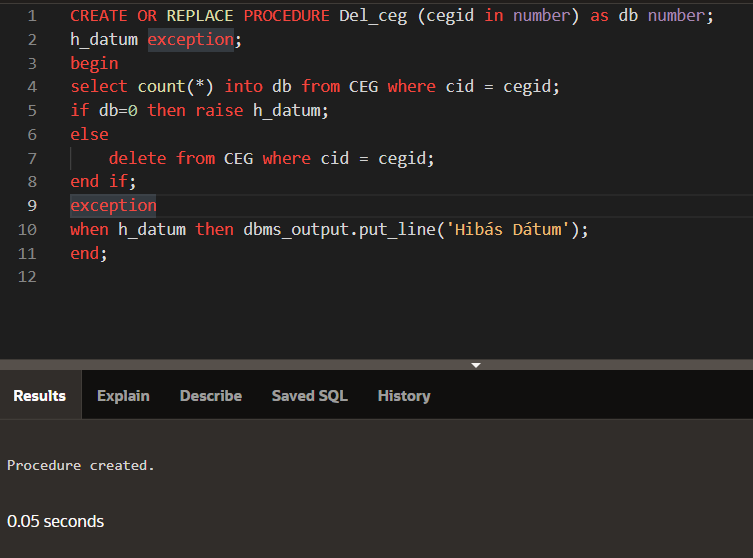 1 CREATE OR REPLACE PROCEDURE Del_ceg (cegid in number) as db number;
2 h_datum exception;
3 begin
4 select count(*) into db from CEG where cid = cegid;
5 if db=0 then raise h_datum;
6 else
7     delete from CEG where cid = cegid;
8 end if;
9 exception
10 when h_datum then dbms_output.put_line('Hibás Dátum');
11 end;
12
Results Explain Describe Saved SQL History
Procedure created.
0.05 seconds